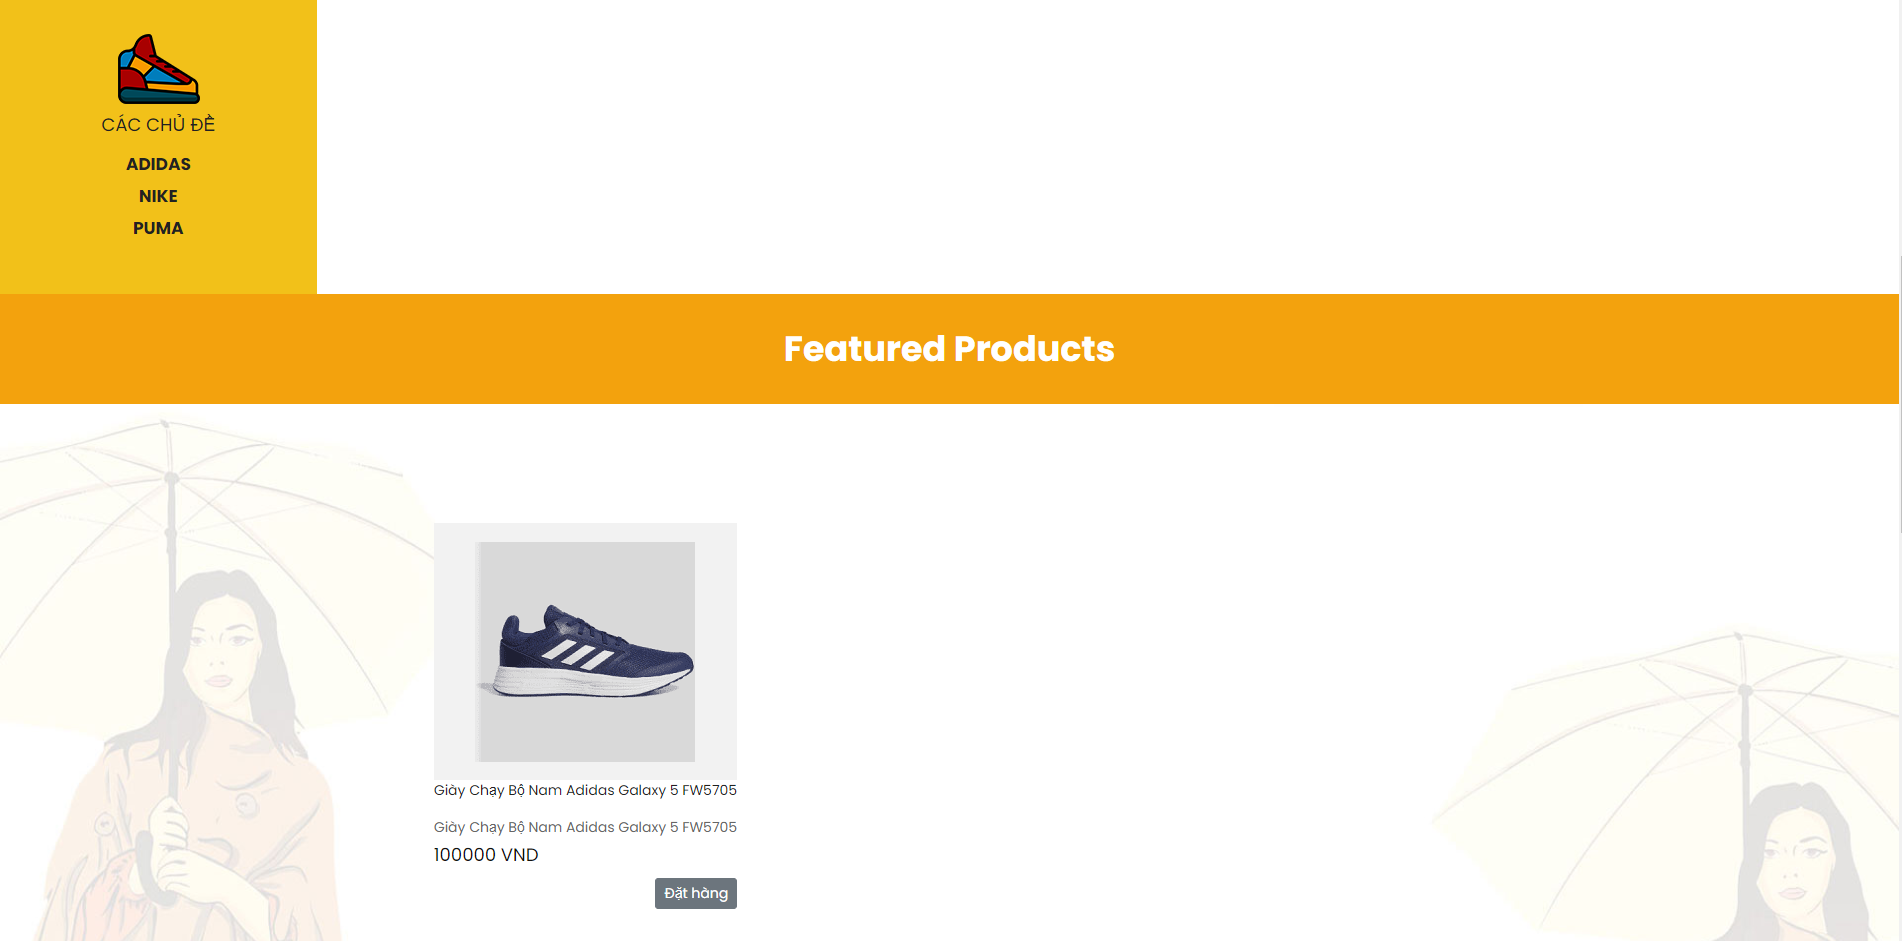 CÁC CHỦ ĐỀ
ADIDAS
NIKE
PUMA
Featured Products
Giày Chạy Bộ Nam Adidas Galaxy 5 FW5705
Giày Chạy Bộ Nam Adidas Galaxy 5 FW5705
100000 VND
Đặt hàng